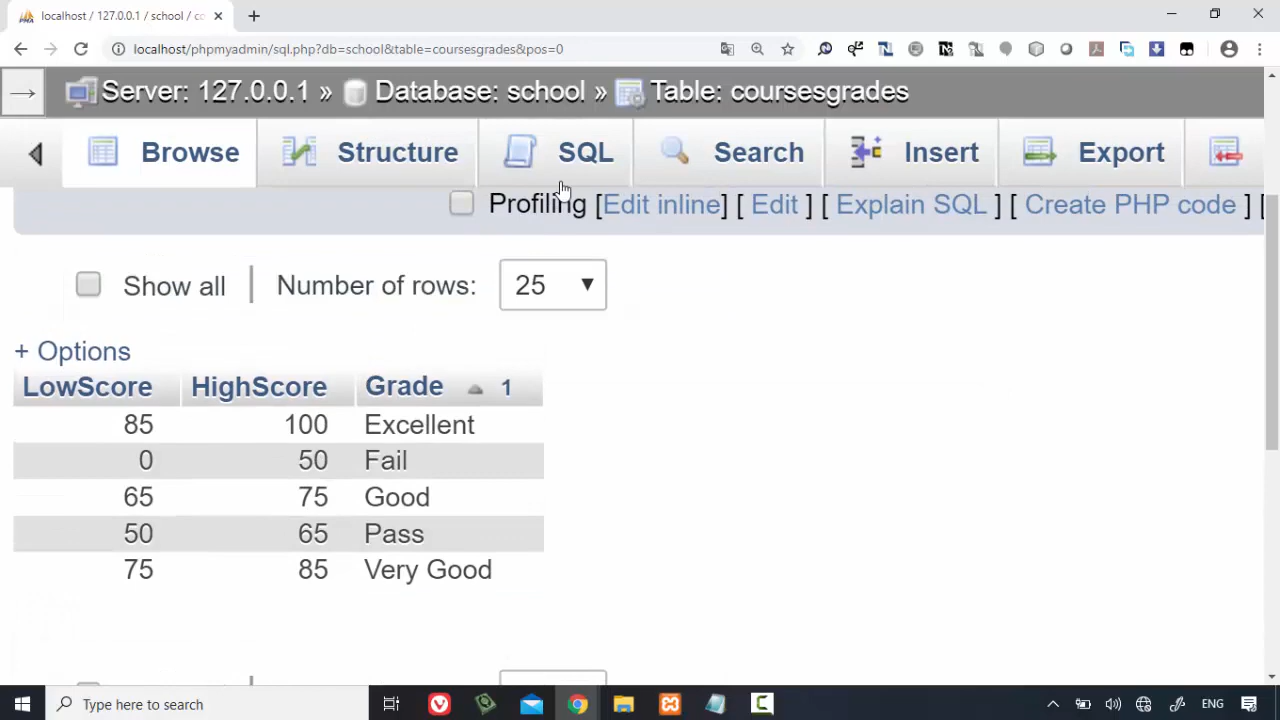 localhost / 127.0.0.1 / school / co
localhost/phpmyadmin/sql.php?db=school&table=coursesgrades&pos=0
Server: 127.0.0.1 » Database: school » Table: coursesgrades
Browse Structure SQL Search Insert Export
Profiling [Edit inline] [ Edit ] [ Explain SQL ] [ Create PHP code ] [
Show all Number of rows: 25
+ Options
LowScore HighScore Grade 1
85 100 Excellent
0 50 Fail
65 75 Good
50 65 Pass
75 85 Very Good
Type here to search ENG